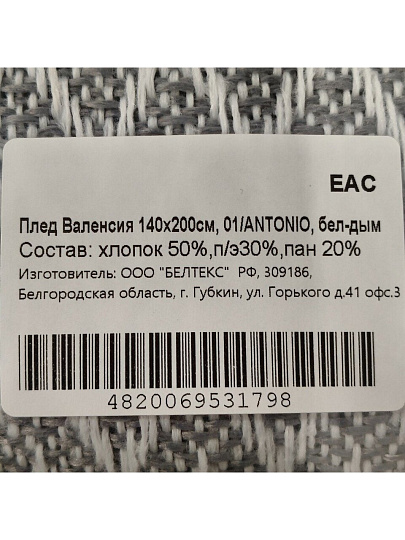 EAC
Плед Валенсия 140х200см, 01/ANTONIO, бел-дым
Состав: хлопок 50%,п/э30%,пан 20%
Изготовитель: ООО "БЕЛТЕКС" РФ, 309186,
Белгородская область, г. Губкин, ул. Горького д.41 офс.3
4820069531798